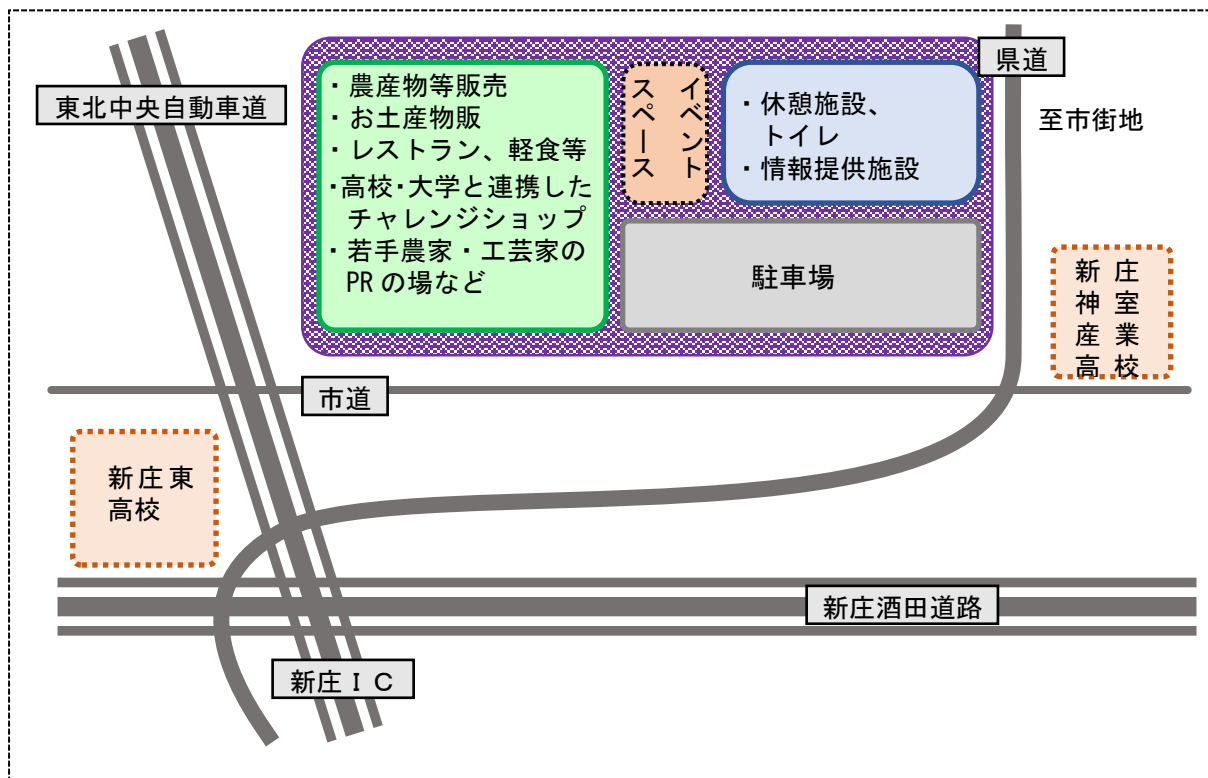 県道
東北中央自動車道
・農産物等販売
・お土産物販
・レストラン、軽食等
・高校・大学と連携した
チャレンジショップ
・若手農家・工芸家の
PRの場など
イベント
スペース
・休憩施設、
トイレ
・情報提供施設
至市街地
駐車場
新庄
神室
産業
高校
市道
新庄東
高校
新庄酒田道路
新庄ＩＣ